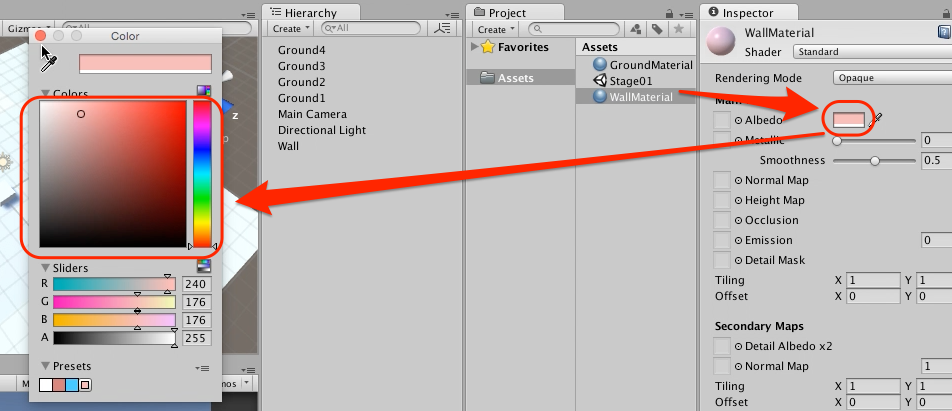 Gizmos
All
Color
Colors
z
Sliders
R 240
G 176
B 176
A 255
Presets
M
mos
Hierarchy
Create
All
Ground4
Ground3
Ground2
Ground1
Main Camera
Directional Light
Wall
Project
Create
Favorites
Assets
Assets
GroundMaterial
Stage01
WallMaterial
Inspector
WallMaterial
Shader Standard
Rendering Mode Opaque
Main
Albedo
Metallic 0
Smoothness 0.5
Normal Map
Height Map
Occlusion
Emission 0
Detail Mask
Tiling X 1 Y 1
Offset X 0 Y 0
Secondary Maps
Detail Albedo x2
Normal Map 1
Tiling X 1 Y 1
Offset X 0 Y 0